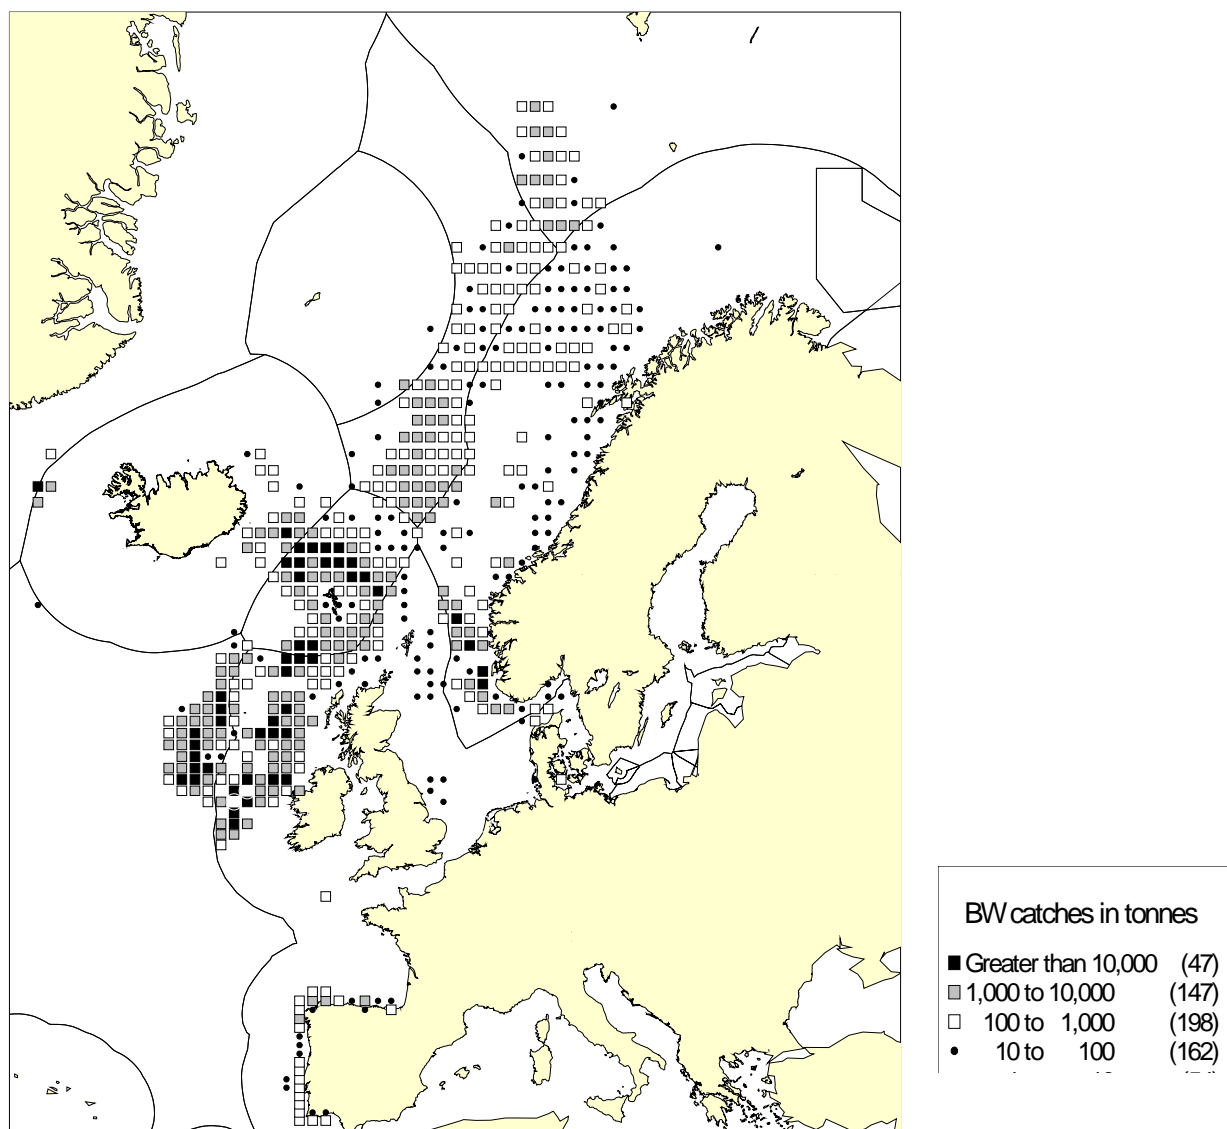 BW catches in tonnes
Greater than 10,000 (47)
1,000 to 10,000 (147)
100 to 1,000 (198)
10 to 100 (162)